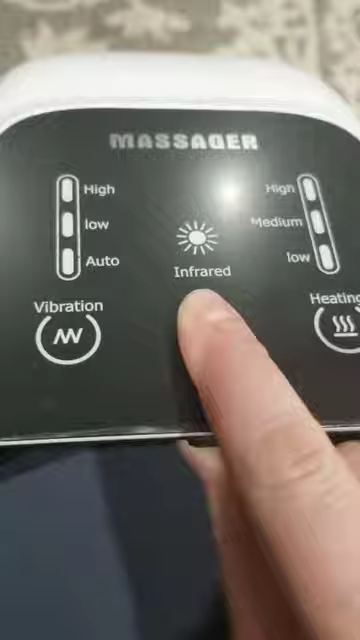 MASSAGER
High
low
Auto
Vibration
Infrared
High
Medium
low
Heating